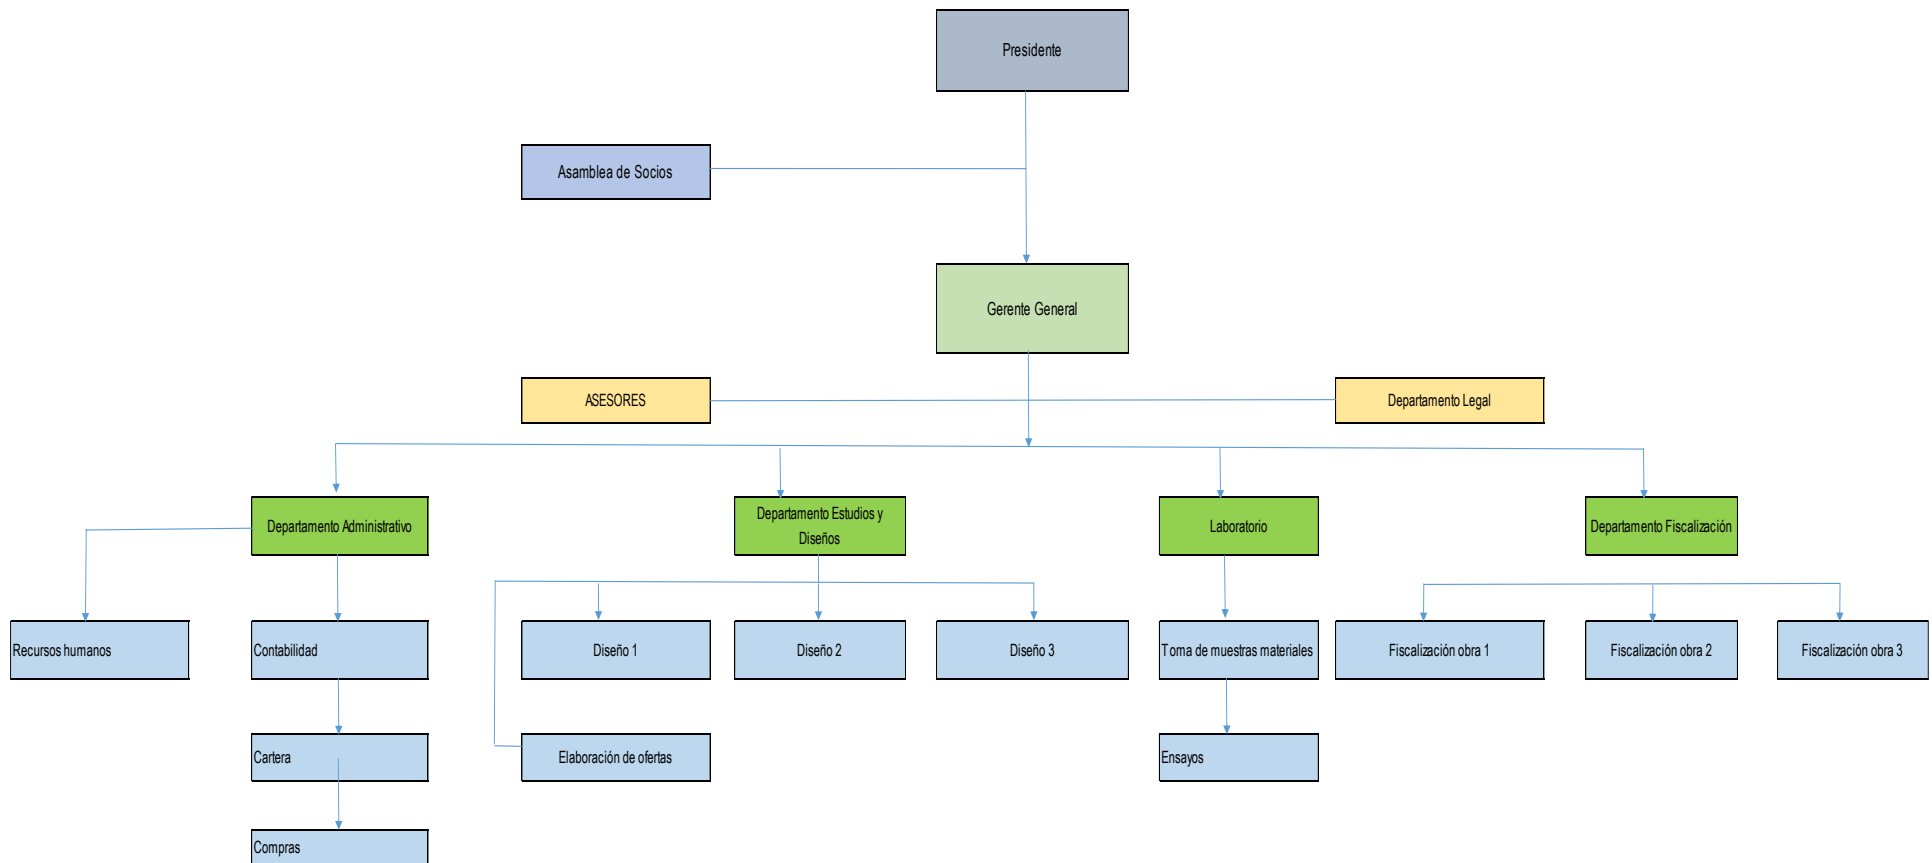 Presidente
Asamblea de Socios
Gerente General
ASESORES
Departamento Legal
Departamento Administrativo
Departamento Estudios y
Diseños
Laboratorio
Departamento Fiscalización
Recursos humanos
Contabilidad
Diseño 1
Diseño 2
Diseño 3
Toma de muestras materiales
Fiscalización obra 1
Fiscalización obra 2
Fiscalización obra 3
Cartera
Elaboración de ofertas
Ensayos
Compras